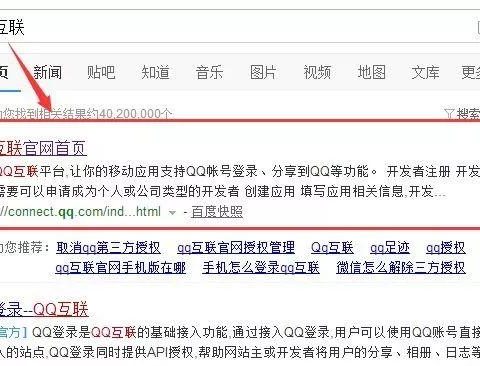 互联
页 新闻 贴吧 知道 音乐 图片 视频 地图 文库 更多
为您找到相关结果约40,200,000个 搜索
互联官网首页
QQ互联平台,让你的移动应用支持QQ帐号登录、分享到QQ等功能。 开发者注册 开发
需要可以申请成为个人或公司类型的开发者 创建应用 填写应用相关信息,开发...
//connect.qq.com/ind...html - 百度快照
为您推荐: 取消qq第三方授权 qq互联官网授权管理 Qq互联 qq足迹 qq授权
qq互联官网手机版在哪 手机怎么登录qq互联 微信怎么解除三方授权
登录--QQ互联
官方] QQ登录是QQ互联的基础接入功能,通过接入QQ登录,用户可以使用QQ账号直接
人的站点,QQ登录同时提供API授权,帮助网站主或开发者将用户的分享、相册、日志等